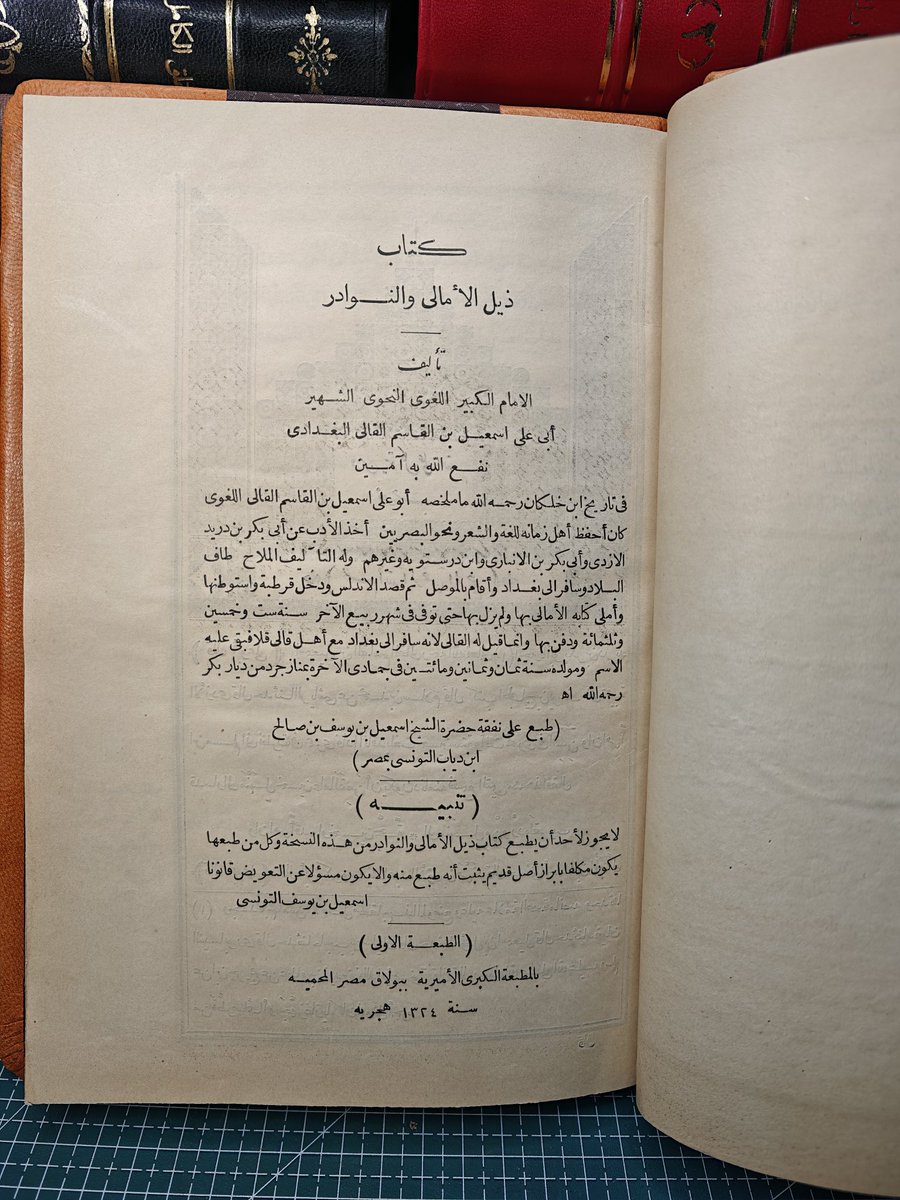 كتاب
ذيل الأمالى والنوادر
تأليف
الامام الكبير اللغوى النحوى الشهير
أبى على اسمعيل بن القاسم القالى البغدادى
نفع الله به آمين
فى تاريخ ابن خلكان رحمه الله ما ملخصه أبو على اسمعيل بن القاسم القالى اللغوى
كان أحفظ أهل زمانه للغة والشعر ونحو البصريين أخذ الأدب عن أبى بكر بن دريد
الازدى وأبى بكر بن الانبارى وابن درستويه وغيرهم وله التآليف الملاح طاف
البلاد وسافر الى بغداد وأقام بالموصل ثم قصد الاندلس ودخل قرطبة واستوطنها
وأملى كتابه الأمالى بها ولم يزل بها حتى توفى فى شهر ربيع الآخر سنة ست وخمسين
وثلثمائة ودفن بها وانما قيل له القالى لانه سافر الى بغداد مع أهل قالى قلا فبقى عليه
الاسم ومولده سنة ثمان وثمانين ومائتين فى جمادى الآخرة بمناز جرد من ديار بكر
رحمه الله اه
(طبع على نفقة حضرة الشيخ اسمعيل بن يوسف بن صالح
ابن دياب التونسى بمصر)
(تنبيه)
لا يجوز لأحد أن يطبع كتاب ذيل الأمالى والنوادر من هذه النسخة وكل من طبعها
يكون مكلفا بابراز أصل قديم يثبت أنه طبع منه والا يكون مسؤلا عن التعويض قانونا
اسمعيل بن يوسف التونسى
(الطبعة الاولى)
بالمطبعة الكبرى الأميرية ببولاق مصر المحميه
سنة ١٣٢٤ هجريه